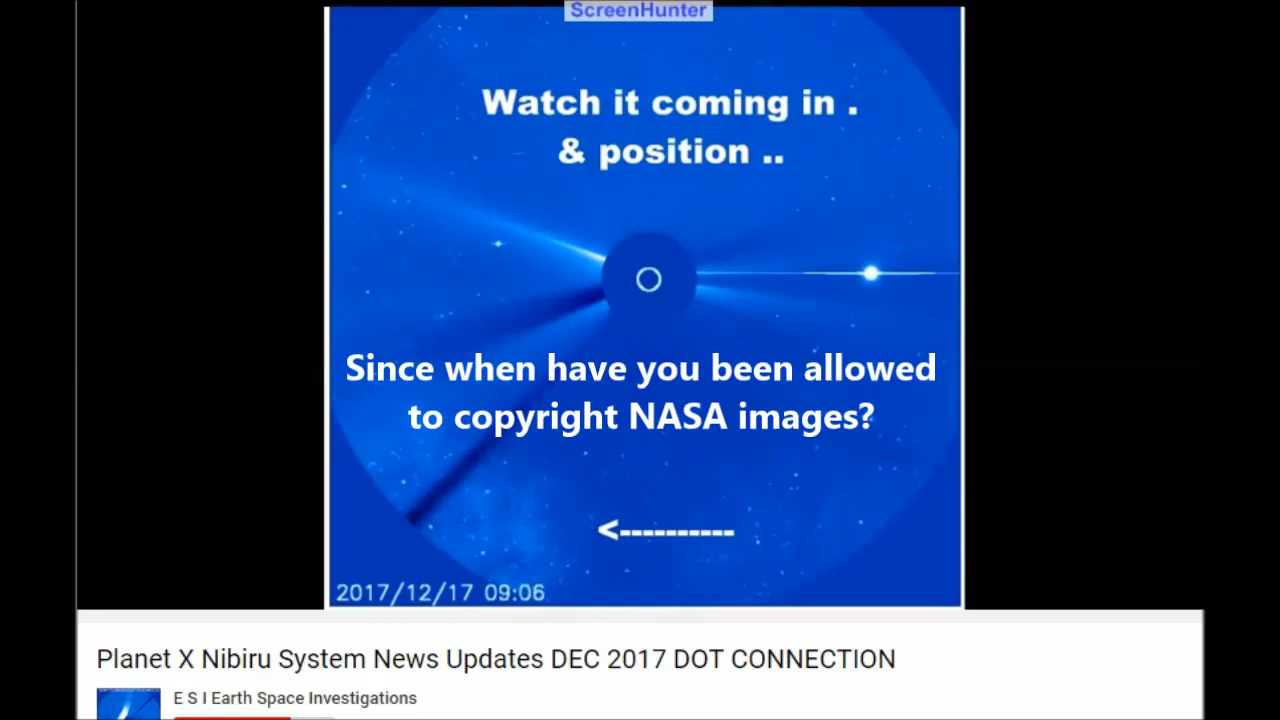 ScreenHunter
Watch it coming in .
& position ..
Since when have you been allowed
to copyright NASA images?
<----------
2017/12/17 09:06
Planet X Nibiru System News Updates DEC 2017 DOT CONNECTION
E S I Earth Space Investigations